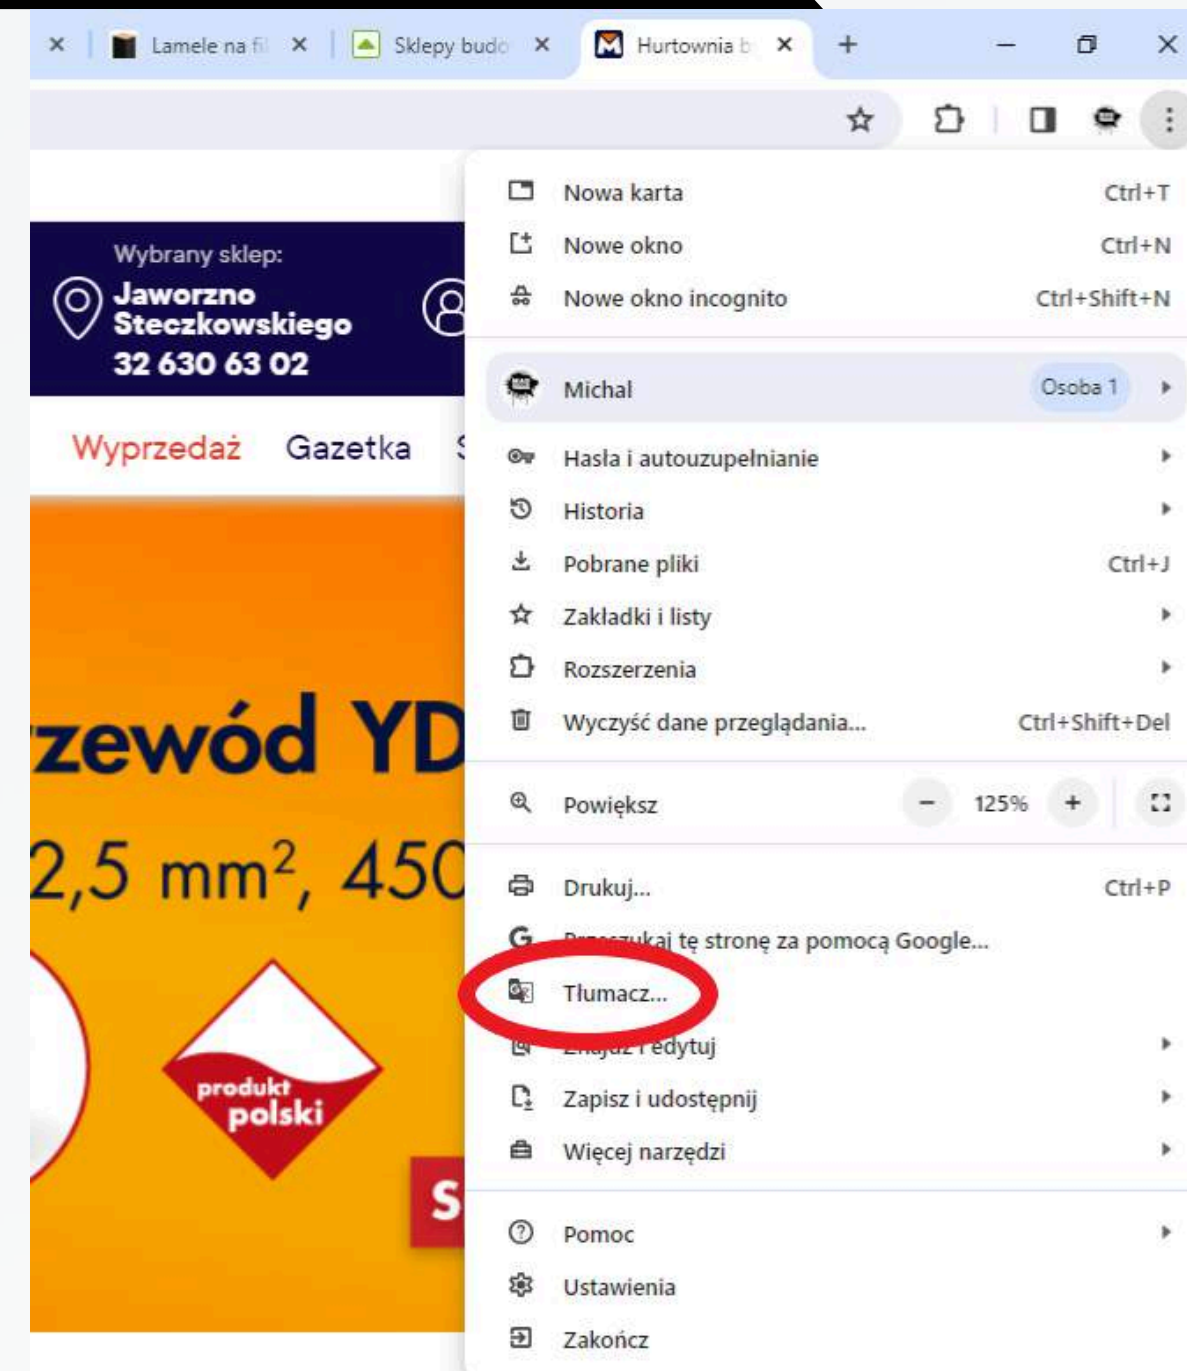 Lamele na fi
Sklepy budo
Hurtownia b
Nowa karta Ctrl+T
Nowe okno Ctrl+N
Nowe okno incognito Ctrl+Shift+N
Michal Osoba 1
Hasła i autouzupełnianie
Historia
Pobrane pliki Ctrl+J
Zakładki i listy
Rozszerzenia
Wyczyść dane przeglądania... Ctrl+Shift+Del
Powiększ − 125% +
Drukuj... Ctrl+P
Przeszukaj tę stronę za pomocą Google...
Tłumacz...
Znajdź i edytuj
Zapisz i udostępnij
Więcej narzędzi
Pomoc
Ustawienia
Zakończ
Wybrany sklep:
Jaworzno
Steczkowskiego
32 630 63 02
Wyprzedaż Gazetka S
rzewód YD
2,5 mm², 450
produkt
polski
S